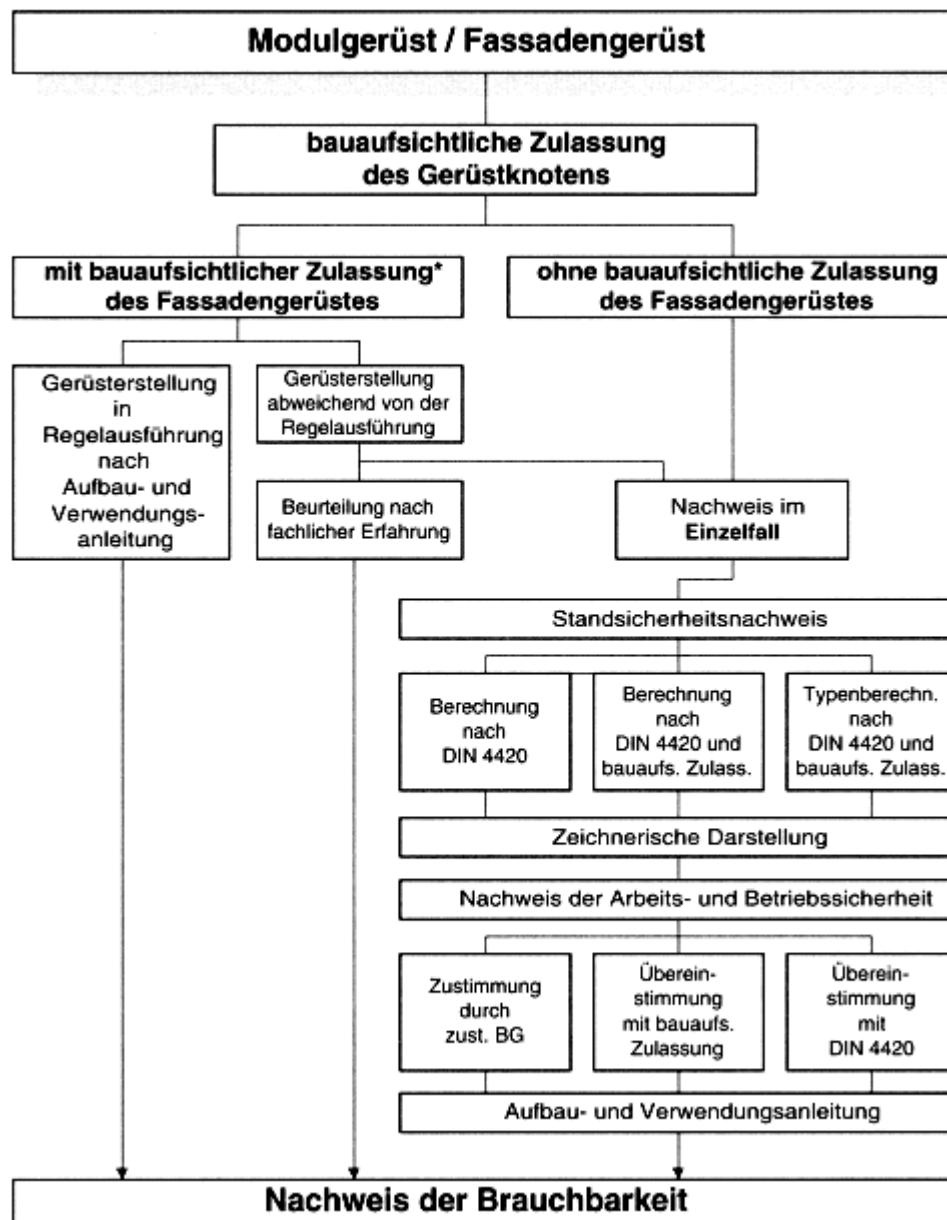 Modulgerüst / Fassadengerüst
bauaufsichtliche Zulassung
des Gerüstknotens
mit bauaufsichtlicher Zulassung*
des Fassadengerüstes
ohne bauaufsichtliche Zulassung
des Fassadengerüstes
Gerüsterstellung
in
Regelausführung
nach
Aufbau- und
Verwendungs-
anleitung
Gerüsterstellung
abweichend von der
Regelausführung
Beurteilung nach
fachlicher Erfahrung
Nachweis im
Einzelfall
Standsicherheitsnachweis
Berechnung
nach
DIN 4420
Berechnung
nach
DIN 4420 und
bauaufs. Zulass.
Typenberechn.
nach
DIN 4420 und
bauaufs. Zulass.
Zeichnerische Darstellung
Nachweis der Arbeits- und Betriebssicherheit
Zustimmung
durch
zust. BG
Überein-
stimmung
mit bauaufs.
Zulassung
Überein-
stimmung
mit
DIN 4420
Aufbau- und Verwendungsanleitung
Nachweis der Brauchbarkeit